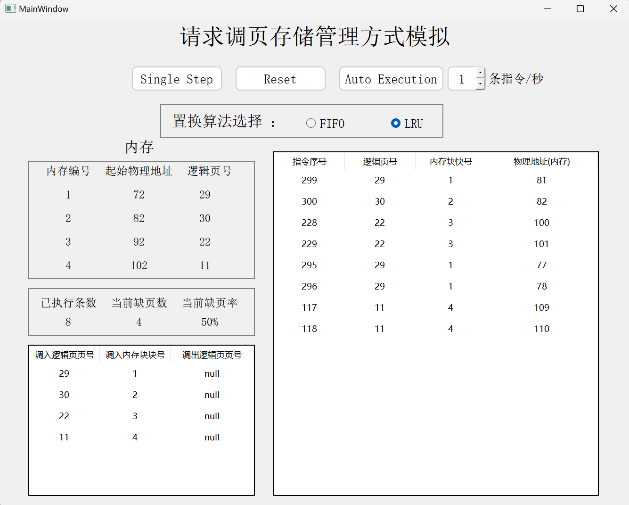 MainWindow
请求调页存储管理方式模拟
Single Step Reset Auto Execution 1 条指令/秒
置换算法选择 ： FIFO LRU
内存
内存编号 起始物理地址 逻辑页号
1 72 29
2 82 30
3 92 22
4 102 11
已执行条数 当前缺页数 当前缺页率
8 4 50%
调入逻辑页页号 调入内存块块号 调出逻辑页页号
29 1 null
30 2 null
22 3 null
11 4 null
指令序号 逻辑页号 内存块块号 物理地址(内存)
299 29 1 81
300 30 2 82
228 22 3 100
229 22 3 101
295 29 1 77
296 29 1 78
117 11 4 109
118 11 4 110